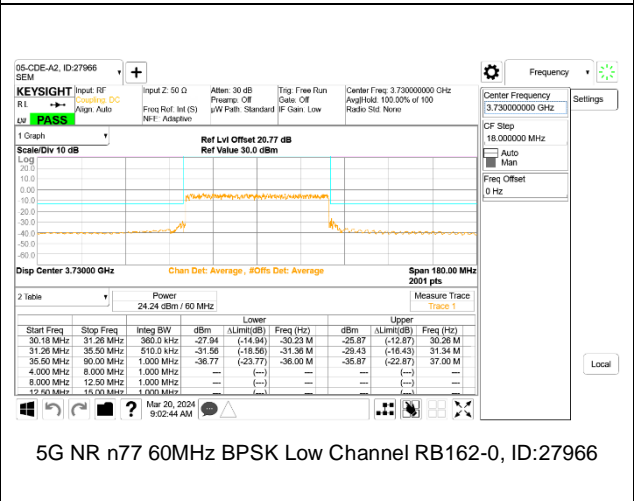 05-CDE-A2, ID:27966
SEM
Frequency
KEYSIGHT Input: RF Input Z: 50 Ω Atten: 30 dB Trig: Free Run Center Freq: 3.730000000 GHz
RL Coupling: DC Preamp: Off Gate: Off Avg|Hold: 100.00% of 100
Align: Auto Freq Ref: Int (S) µW Path: Standard IF Gain: Low Radio Std: None
NFE: Adaptive
PASS
Center Frequency
3.730000000 GHz
Settings
CF Step
18.000000 MHz
Auto
Man
Freq Offset
0 Hz
Local
1 Graph
Ref Lvl Offset 20.77 dB
Scale/Div 10 dB Ref Value 30.0 dBm
Log
20.0
10.0
0.00
-10.0
-20.0
-30.0
-40.0
-50.0
-60.0
Disp Center 3.73000 GHz Chan Det: Average, #Offs Det: Average Span 180.00 MHz
2001 pts
2 Table Power Measure Trace
24.24 dBm / 60 MHz Trace 1
Lower Upper
Start Freq Stop Freq Integ BW dBm ΔLimit(dB) Freq (Hz) dBm ΔLimit(dB) Freq (Hz)
30.18 MHz 31.26 MHz 360.0 kHz -27.94 (-14.94) -30.23 M -25.87 (-12.87) 30.26 M
31.26 MHz 35.50 MHz 510.0 kHz -31.56 (-18.56) -31.36 M -29.43 (-16.43) 31.34 M
35.50 MHz 90.00 MHz 1.000 MHz -36.77 (-23.77) -36.00 M -35.87 (-22.87) 37.00 M
4.000 MHz 8.000 MHz 1.000 MHz --- (---) --- (---)
8.000 MHz 12.50 MHz 1.000 MHz --- (---) --- (---)
12.50 MHz 15.00 MHz 1.000 MHz --- (---) --- (---)
Mar 20, 2024
9:02:44 AM
5G NR n77 60MHz BPSK Low Channel RB162-0, ID:27966